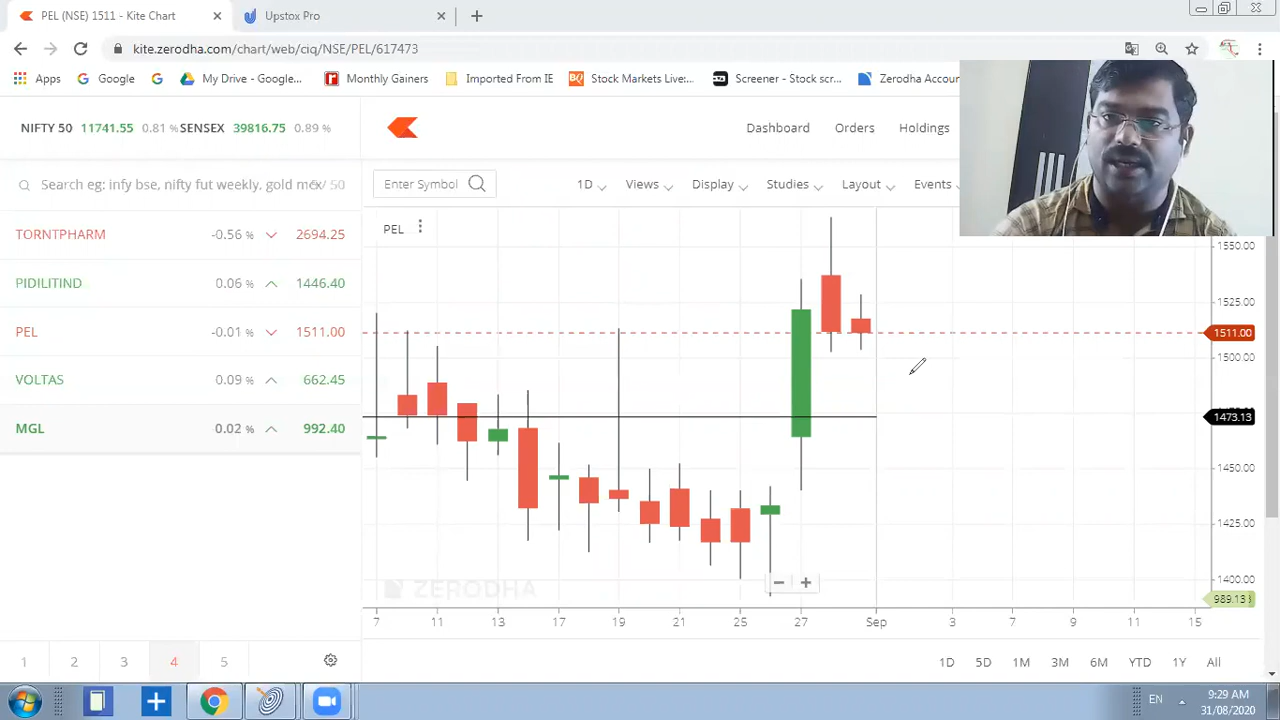 PEL (NSE) 1511 - Kite Chart
Upstox Pro
kite.zerodha.com/chart/web/ciq/NSE/PEL/617473
Apps
Google
My Drive - Google...
Monthly Gainers
Imported From IE
Stock Markets Live:...
Screener - Stock scr...
Zerodha Accou
NIFTY 50 11741.55 0.81 % SENSEX 39816.75 0.89 %
Dashboard
Orders
Holdings
Search eg: infy bse, nifty fut weekly, gold mcx
5 / 50
Enter Symbol
1D
Views
Display
Studies
Layout
Events
TORNTPHARM -0.56 % 2694.25
PIDILITIND 0.06 % 1446.40
PEL -0.01 % 1511.00
VOLTAS 0.09 % 662.45
MGL 0.02 % 992.40
PEL
1550.00
1525.00
1511.00
1500.00
1473.13
1450.00
1425.00
1400.00
989.13
ZERODHA
7 11 13 17 19 21 25 27 Sep 3 7 9 11 15
1 2 3 4 5
1D 5D 1M 3M 6M YTD 1Y All
EN
9:29 AM
31/08/2020